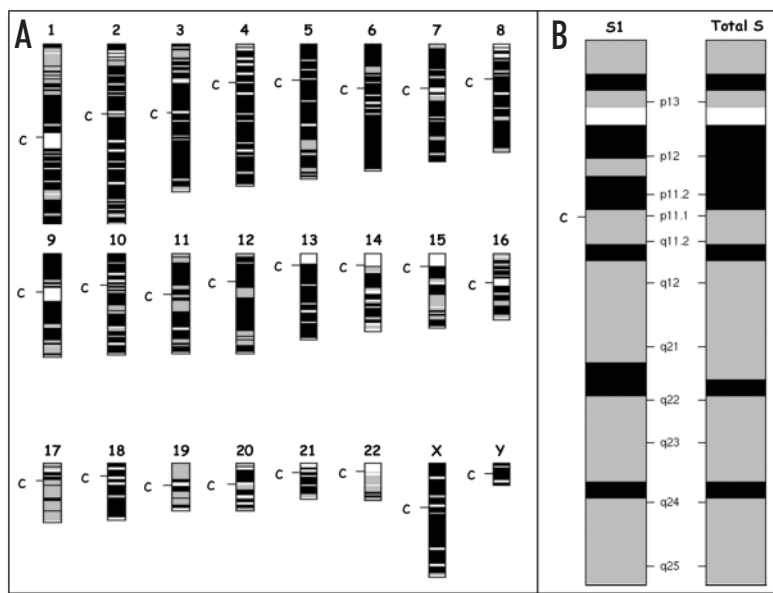 A
1 2 3 4 5 6 7 8
C C C C C C C C
9 10 11 12 13 14 15 16
C C C C C C C C
17 18 19 20 21 22 X Y
C C C C C C C C
B
S1 Total S
p13
p12
p11.2
C p11.1
q11.2
q12
q21
q22
q23
q24
q25